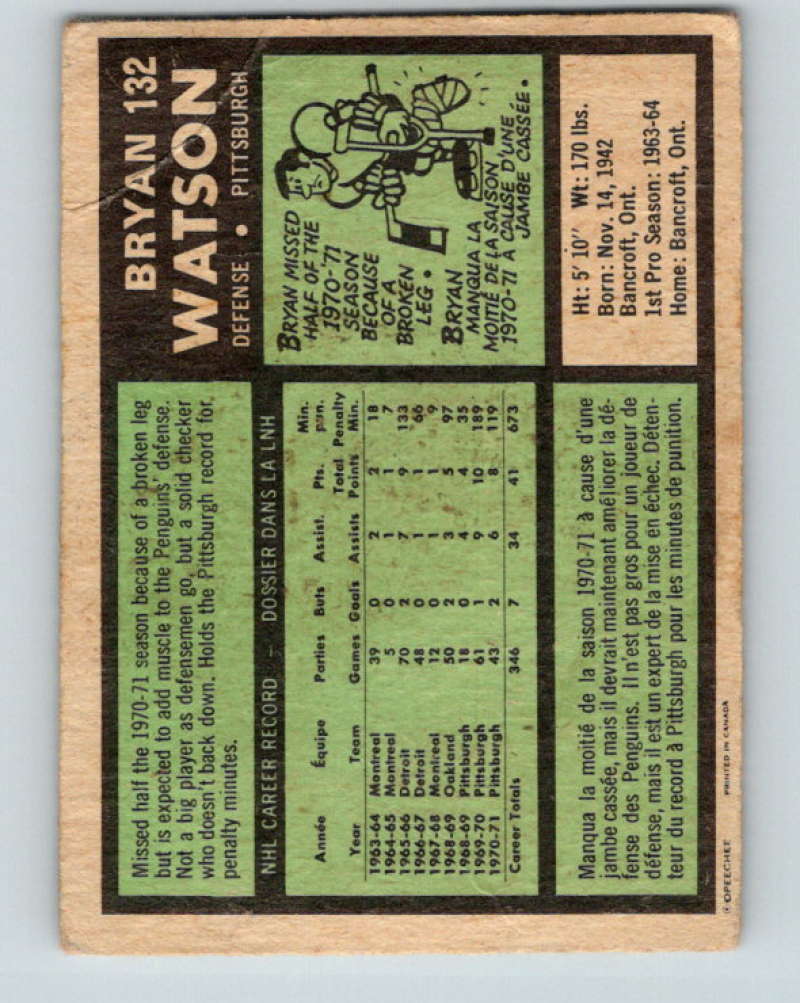 Missed half the 1970-71 season because of a broken leg
but is expected to add muscle to the Penguins' defense.
Not a big player as defensemen go, but a solid checker
who doesn't back down. Holds the Pittsburgh record for
penalty minutes.
BRYAN 132
WATSON
DEFENSE • PITTSBURGH
NHL CAREER RECORD — DOSSIER DANS LA LNH
Année Équipe Parties Buts Assist. Pts. Min. pun.
Year Team Games Goals Assists Total Points Penalty Min.
1963-64 Montreal 39 0 2 2 18
1964-65 Montreal 5 0 1 1 7
1965-66 Detroit 70 2 7 9 133
1966-67 Detroit 48 0 1 1 66
1967-68 Montreal 12 0 1 1 9
1968-69 Oakland 50 2 3 5 97
1968-69 Pittsburgh 18 0 4 4 35
1969-70 Pittsburgh 61 1 9 10 189
1970-71 Pittsburgh 43 2 6 8 119
Career Totals 346 7 34 41 673
BRYAN MISSED
HALF OF THE
1970-'71
SEASON
BECAUSE
OF A
BROKEN
LEG •
BRYAN
MANQUA LA
MOITIÉ DE LA SAISON
1970-71 À CAUSE D'UNE
JAMBE CASSÉE •
Manqua la moitié de la saison 1970-71 à cause d'une
jambe cassée, mais il devrait maintenant améliorer la dé-
fense des Penguins. Il n'est pas gros pour un joueur de
défense, mais il est un expert de la mise en échec. Déten-
teur du record à Pittsburgh pour les minutes de punition.
Ht: 5' 10" Wt: 170 lbs.
Born: Nov. 14, 1942
Bancroft, Ont.
1st Pro Season: 1963-64
Home: Bancroft, Ont.
© OPEECHEE PRINTED IN CANADA